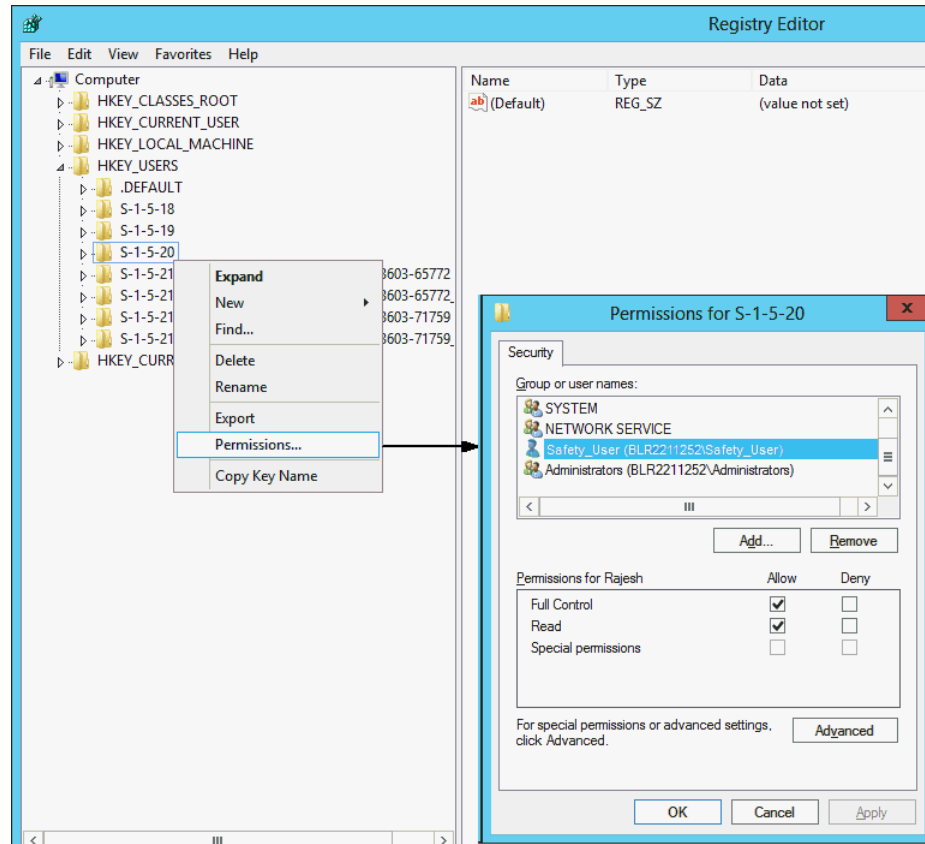 Registry Editor
File Edit View Favorites Help
Computer
HKEY_CLASSES_ROOT
HKEY_CURRENT_USER
HKEY_LOCAL_MACHINE
HKEY_USERS
.DEFAULT
S-1-5-18
S-1-5-19
S-1-5-20
S-1-5-21 3603-65772
S-1-5-21 3603-65772_
S-1-5-21 3603-71759
S-1-5-21 3603-71759_
HKEY_CURR
Name Type Data
ab (Default) REG_SZ (value not set)
Expand
New
Find...
Delete
Rename
Export
Permissions...
Copy Key Name
Permissions for S-1-5-20 x
Security
Group or user names:
SYSTEM
NETWORK SERVICE
Safety_User (BLR2211252\Safety_User)
Administrators (BLR2211252\Administrators)
Add... Remove
Permissions for Rajesh Allow Deny
Full Control
Read
Special permissions
For special permissions or advanced settings,
click Advanced.
Advanced
OK Cancel Apply